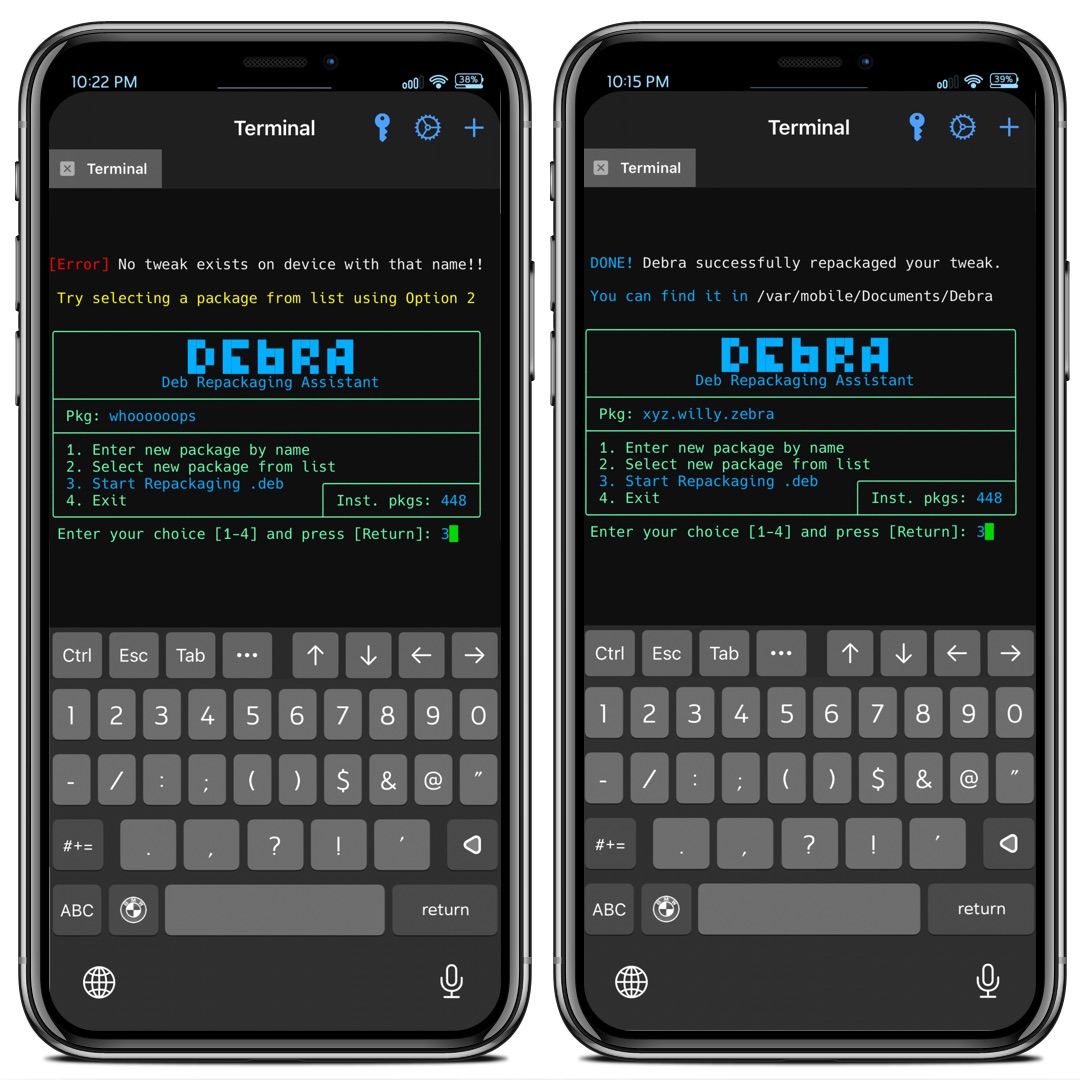 10:22 PM
38%
Terminal
Terminal
[Error] No tweak exists on device with that name!!
Try selecting a package from list using Option 2
DEbRA
Deb Repackaging Assistant
Pkg: whoooooops
1. Enter new package by name
2. Select new package from list
3. Start Repackaging .deb
4. Exit
Inst. pkgs: 448
Enter your choice [1-4] and press [Return]: 3
Ctrl Esc Tab ••• ↑ ↓ ← →
1 2 3 4 5 6 7 8 9 0
- / : ; ( ) $ & @ "
#+= . , ? ! '
ABC BMW return
10:15 PM
39%
Terminal
Terminal
DONE! Debra successfully repackaged your tweak.
You can find it in /var/mobile/Documents/Debra
DEbRA
Deb Repackaging Assistant
Pkg: xyz.willy.zebra
1. Enter new package by name
2. Select new package from list
3. Start Repackaging .deb
4. Exit
Inst. pkgs: 448
Enter your choice [1-4] and press [Return]: 3
Ctrl Esc Tab ••• ↑ ↓ ← →
1 2 3 4 5 6 7 8 9 0
- / : ; ( ) $ & @ "
#+= . , ? ! '
ABC BMW return